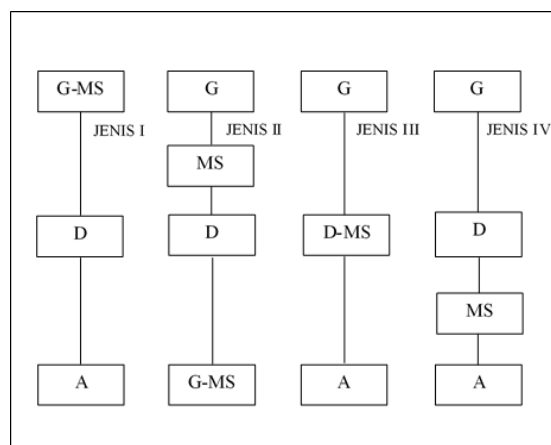 G-MS G G G
JENIS I JENIS II JENIS III JENIS IV
MS
D D D-MS D
MS
A G-MS A A